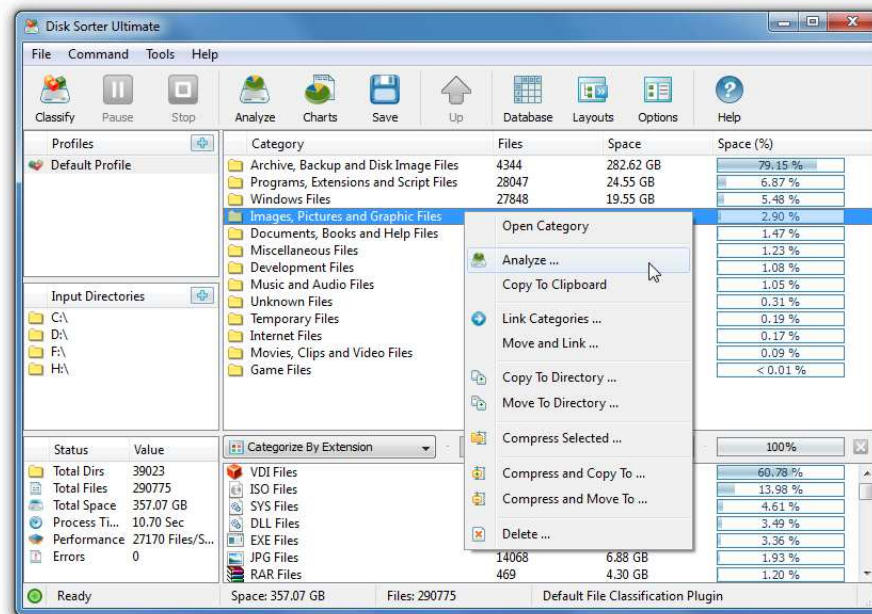 Disk Sorter Ultimate
File Command Tools Help
Classify Pause Stop Analyze Charts Save Up Database Layouts Options Help
Profiles
Default Profile
Input Directories
C:\
D:\
F:\
H:\
Category Files Space Space (%)
Archive, Backup and Disk Image Files 4344 282.62 GB 79.15 %
Programs, Extensions and Script Files 28047 24.55 GB 6.87 %
Windows Files 27848 19.55 GB 5.48 %
Images, Pictures and Graphic Files 2.90 %
Documents, Books and Help Files 1.47 %
Miscellaneous Files 1.23 %
Development Files 1.08 %
Music and Audio Files 1.05 %
Unknown Files 0.31 %
Temporary Files 0.19 %
Internet Files 0.17 %
Movies, Clips and Video Files 0.09 %
Game Files < 0.01 %
Open Category
Analyze ...
Copy To Clipboard
Link Categories ...
Move and Link ...
Copy To Directory ...
Move To Directory ...
Compress Selected ...
Compress and Copy To ...
Compress and Move To ...
Delete ...
Status Value
Total Dirs 39023
Total Files 290775
Total Space 357.07 GB
Process Ti... 10.70 Sec
Performance 27170 Files/S...
Errors 0
Categorize By Extension 100%
VDI Files 60.78 %
ISO Files 13.98 %
SYS Files 4.61 %
DLL Files 3.49 %
EXE Files 3.36 %
JPG Files 14068 6.88 GB 1.93 %
RAR Files 469 4.30 GB 1.20 %
Ready Space: 357.07 GB Files: 290775 Default File Classification Plugin